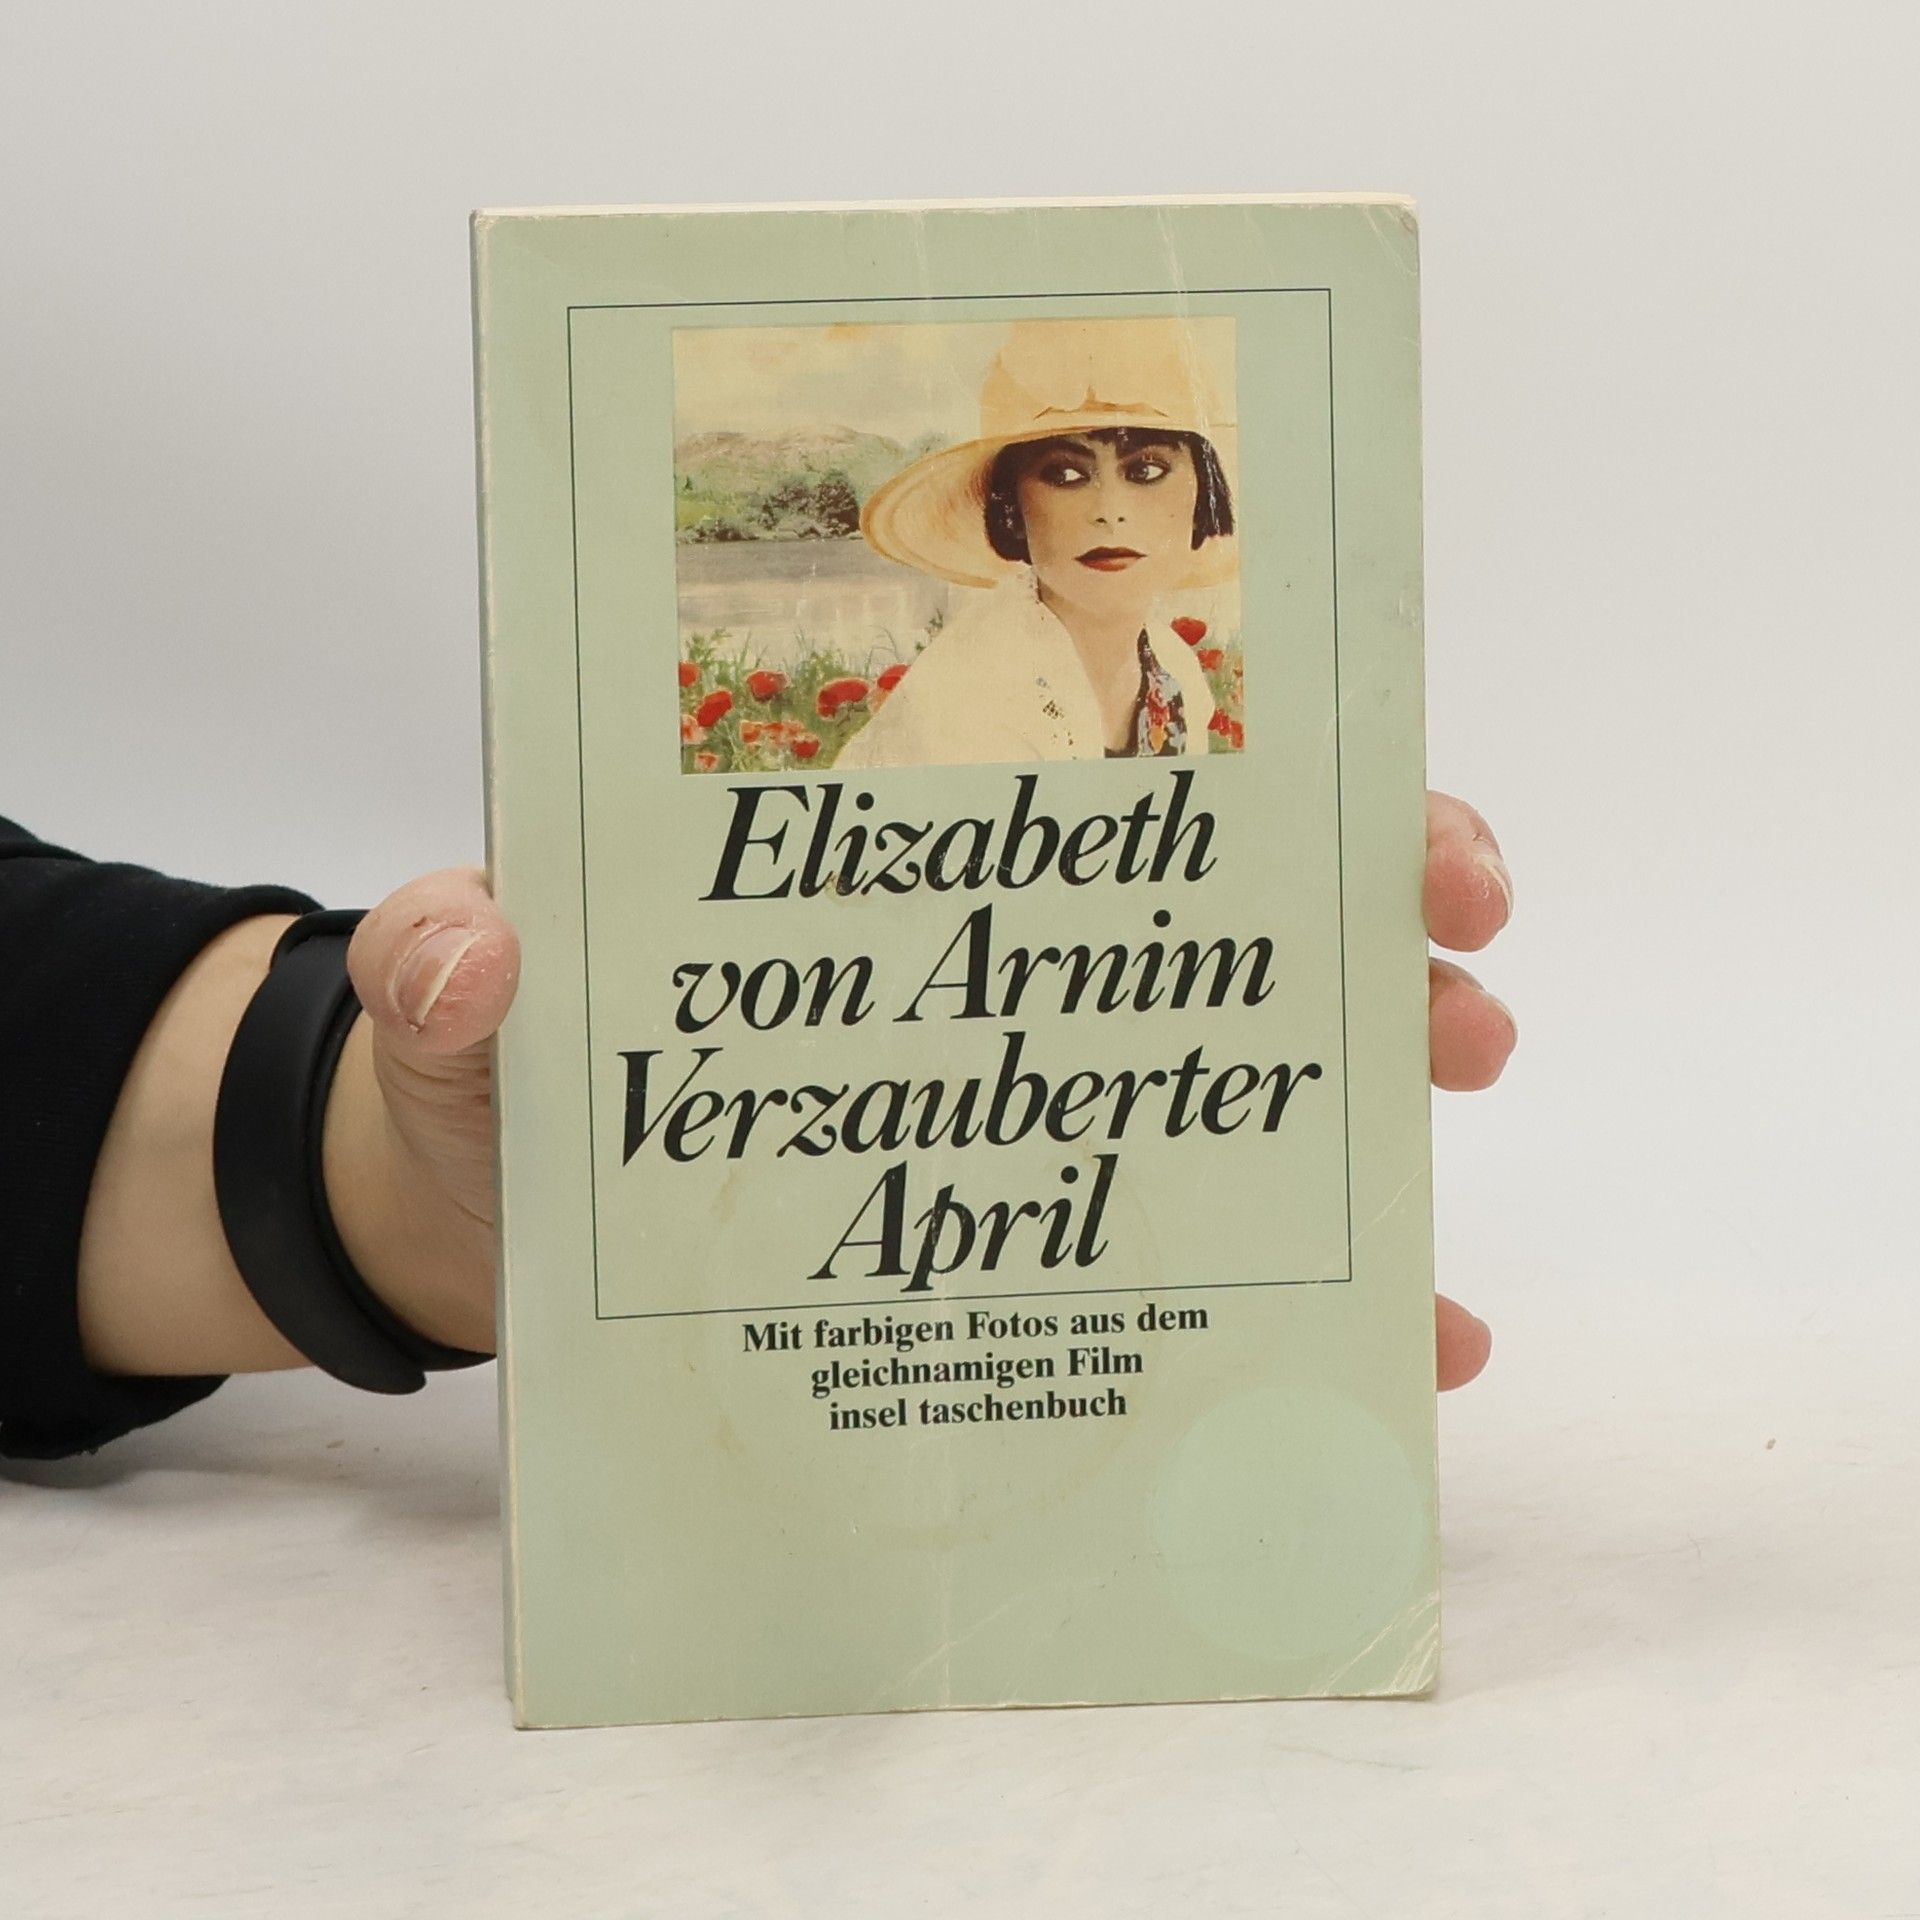 Elizabeth
von Arnim
Verzauberter
April
Mit farbigen Fotos aus dem
gleichnamigen Film
insel taschenbuch